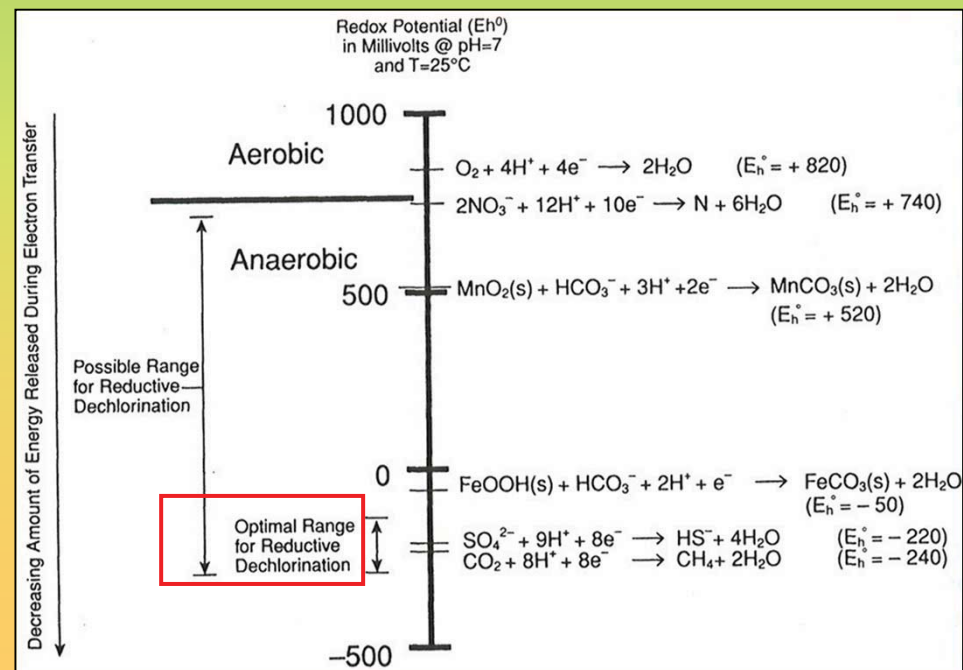 Redox Potential (Eh⁰)
in Millivolts @ pH=7
and T=25°C
Decreasing Amount of Energy Released During Electron Transfer
1000
Aerobic
O₂ + 4H⁺ + 4e⁻ → 2H₂O (Eₕ° = + 820)
2NO₃⁻ + 12H⁺ + 10e⁻ → N + 6H₂O (Eₕ° = + 740)
Anaerobic
500
MnO₂(s) + HCO₃⁻ + 3H⁺ +2e⁻ → MnCO₃(s) + 2H₂O
(Eₕ° = + 520)
Possible Range
for Reductive
Dechlorination
0
FeOOH(s) + HCO₃⁻ + 2H⁺ + e⁻ → FeCO₃(s) + 2H₂O
(Eₕ° = − 50)
Optimal Range
for Reductive
Dechlorination
SO₄²⁻ + 9H⁺ + 8e⁻ → HS⁻ + 4H₂O (Eₕ° = − 220)
CO₂ + 8H⁺ + 8e⁻ → CH₄ + 2H₂O (Eₕ° = − 240)
−500